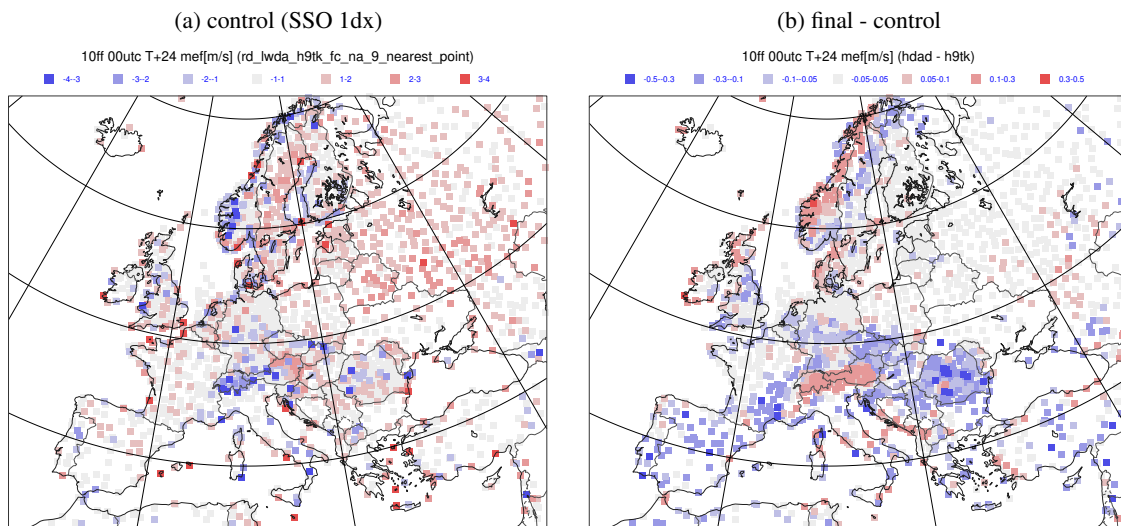 (a) control (SSO 1dx)
10ff 00utc T+24 mef[m/s] (rd_lwda_h9tk_fc_na_9_nearest_point)
-4--3 -3--2 -2--1 -1-1 1-2 2-3 3-4
(b) final - control
10ff 00utc T+24 mef[m/s] (hdad - h9tk)
-0.5--0.3 -0.3--0.1 -0.1--0.05 -0.05-0.05 0.05-0.1 0.1-0.3 0.3-0.5